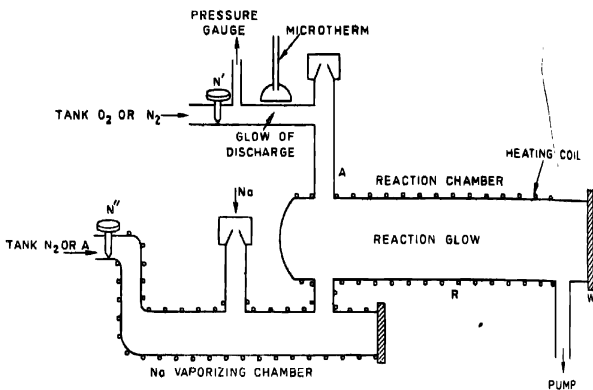 PRESSURE
GAUGE
MICROTHERM
N'
TANK O2 OR N2
GLOW OF
DISCHARGE
HEATING COIL
A
REACTION CHAMBER
Na
N"
TANK N2 OR A
REACTION GLOW
R
W
Na VAPORIZING CHAMBER
PUMP